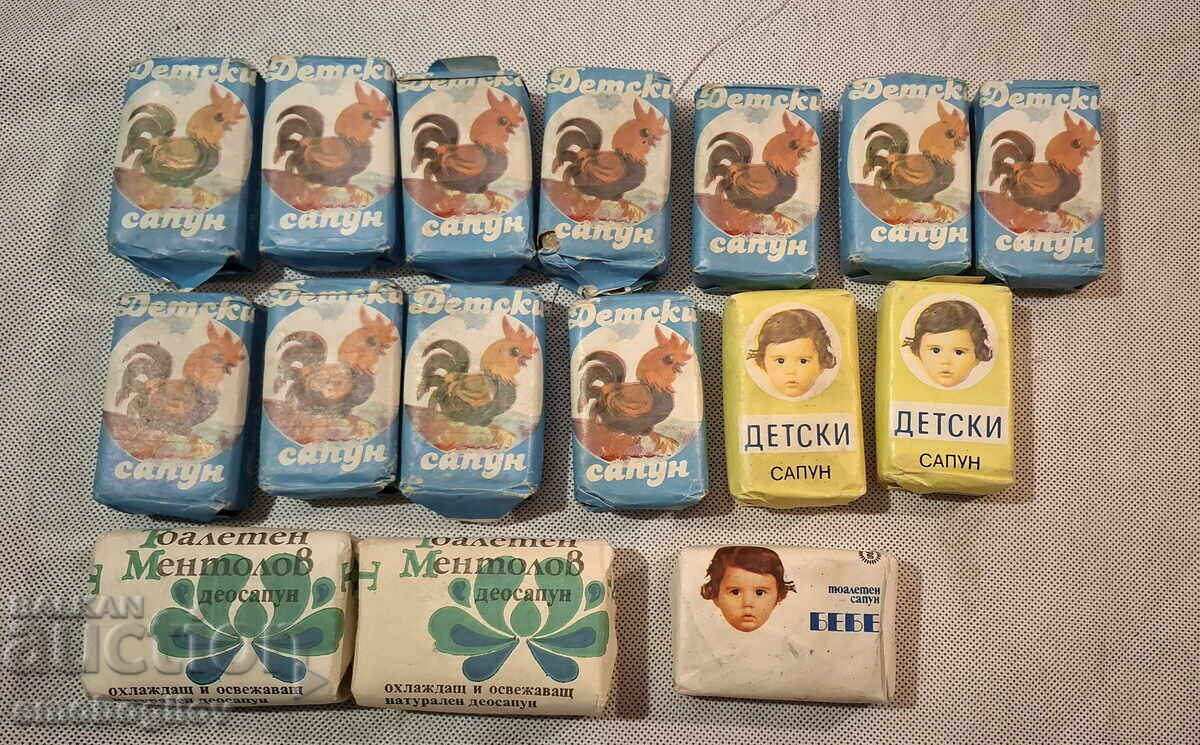 Детски
сапун
Детски
сапун
Детски
сапун
Детски
сапун
Детски
сапун
Детски
сапун
Детски
сапун
Детски
сапун
Детски
сапун
Детски
сапун
Детски
сапун
ДЕТСКИ
САПУН
ДЕТСКИ
САПУН
Тоалетен
Ментолов
деосапун
охлаждащ и освежаващ
деосапун
Тоалетен
Ментолов
деосапун
охлаждащ и освежаващ
натурален деосапун
тоалетен
сапун
БЕБЕ
BALKAN
auction